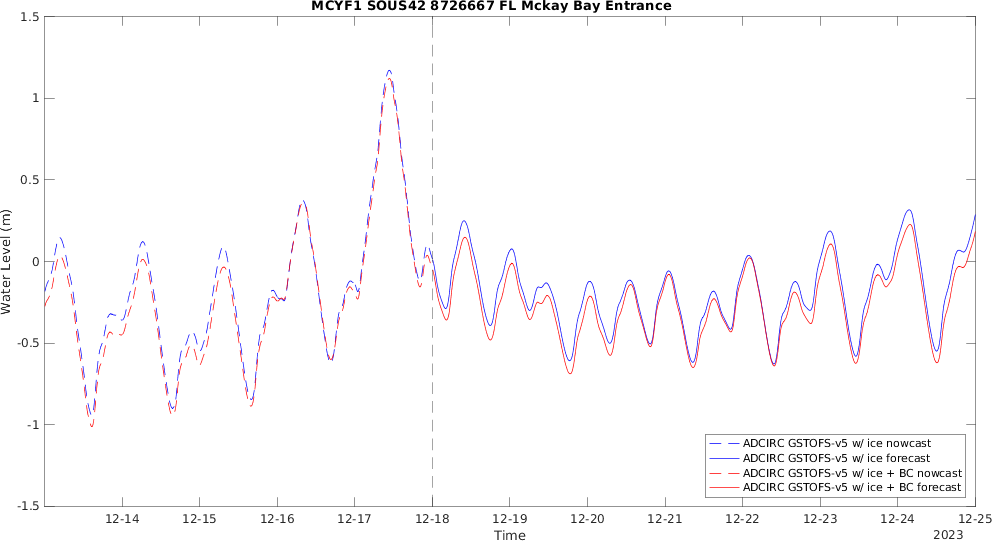 MCYF1 SOUS42 8726667 FL Mckay Bay Entrance
1.5
1
0.5
0
-0.5
-1
-1.5
Water Level (m)
12-14 12-15 12-16 12-17 12-18 12-19 12-20 12-21 12-22 12-23 12-24 12-25
Time
2023
ADCIRC GSTOFS-v5 w/ ice nowcast
ADCIRC GSTOFS-v5 w/ ice forecast
ADCIRC GSTOFS-v5 w/ ice + BC nowcast
ADCIRC GSTOFS-v5 w/ ice + BC forecast